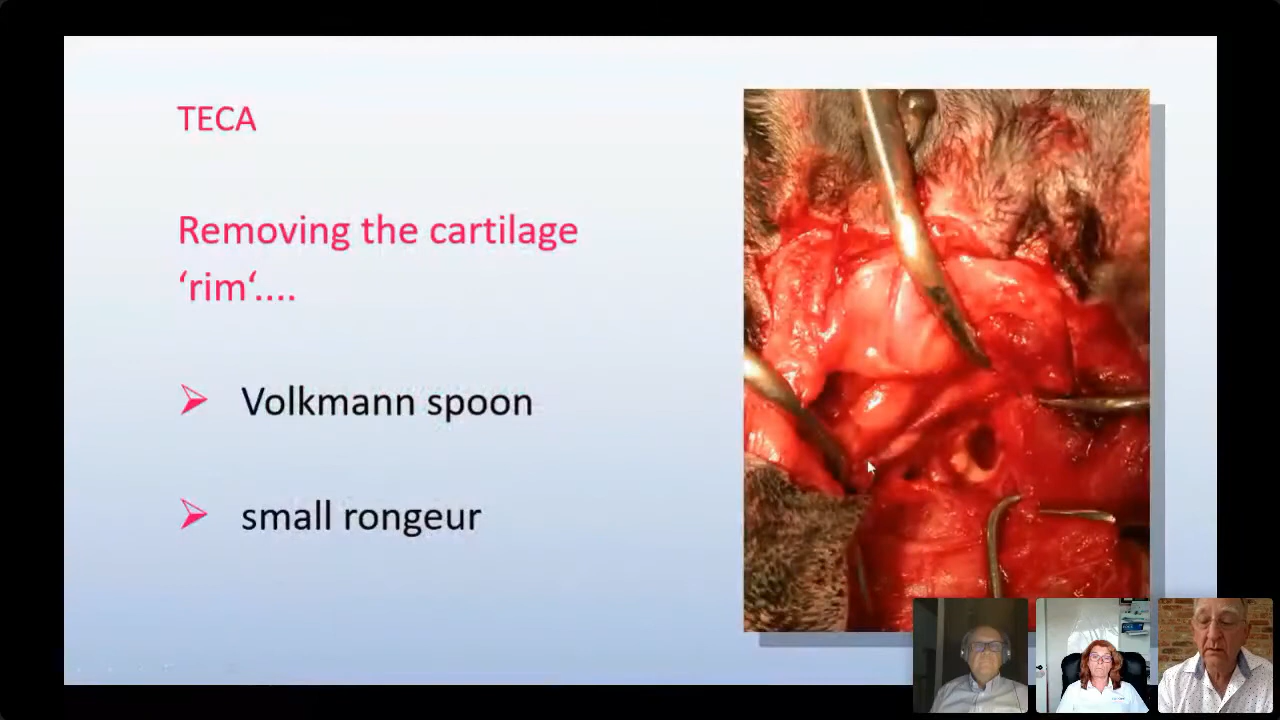 TECA
Removing the cartilage
‘rim‘....
Volkmann spoon
small rongeur